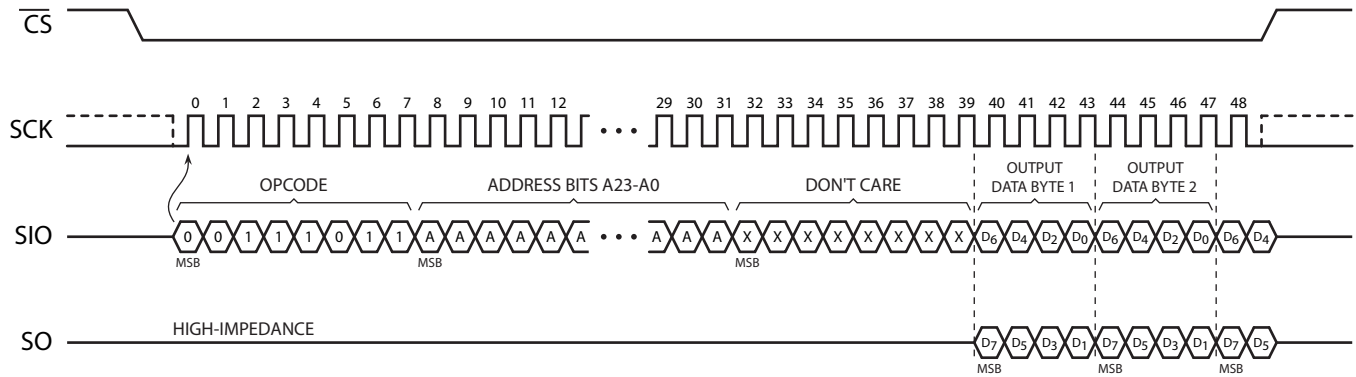 CS
0 1 2 3 4 5 6 7 8 9 10 11 12 29 30 31 32 33 34 35 36 37 38 39 40 41 42 43 44 45 46 47 48
SCK • • •
OPCODE ADDRESS BITS A23-A0 DON'T CARE OUTPUT DATA BYTE 1 OUTPUT DATA BYTE 2
SIO 0 0 1 1 1 0 1 1 A A A A A A • • • A A A X X X X X X X X D6 D4 D2 D0 D6 D4 D2 D0 D6 D4
MSB MSB MSB
HIGH-IMPEDANCE
SO D7 D5 D3 D1 D7 D5 D3 D1 D7 D5
MSB MSB MSB